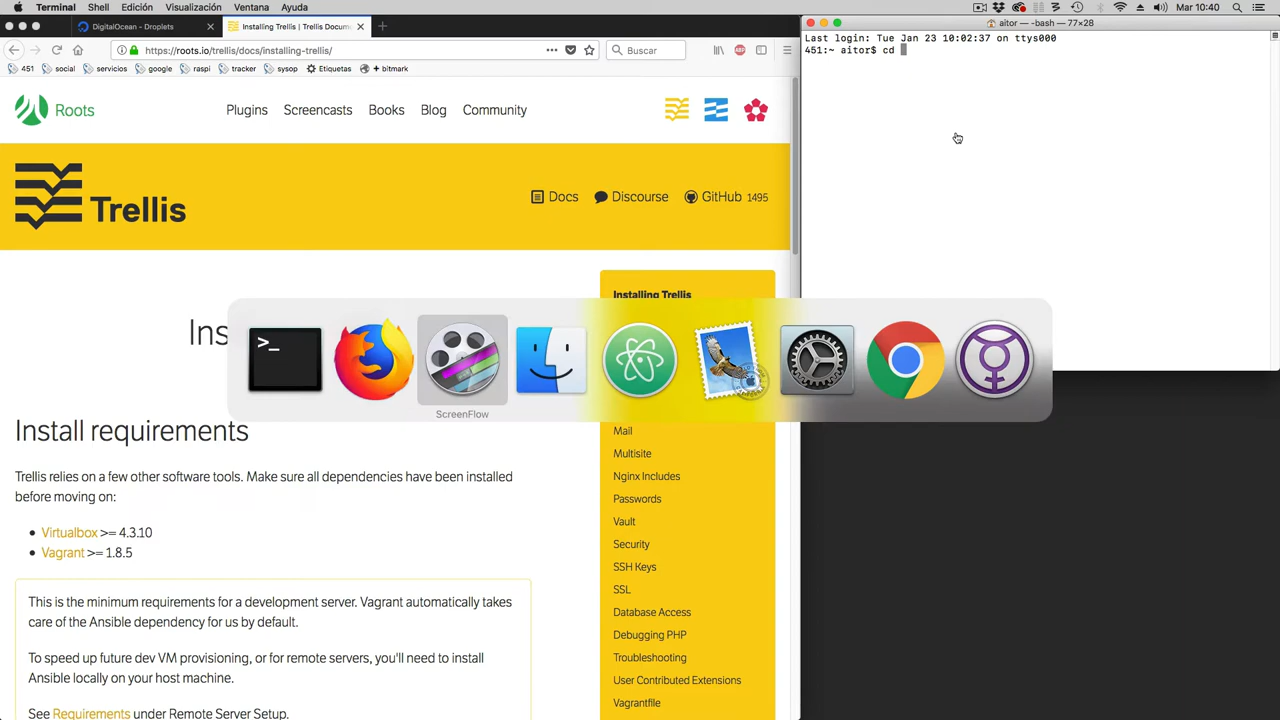 Terminal Shell Edición Visualización Ventana Ayuda
Mar 10:40
DigitalOcean - Droplets
Installing Trellis | Trellis Docum
aitor — -bash — 77×28
https://roots.io/trellis/docs/installing-trellis/
Buscar
451 social servicios google raspi tracker sysop Etiquetas + bitmark
Last login: Tue Jan 23 10:02:37 on ttys000
451:~ aitor$ cd
Roots
Plugins Screencasts Books Blog Community
Trellis
Docs Discourse GitHub 1495
Installing Trellis
Ins
>_
ScreenFlow
Install requirements
Trellis relies on a few other software tools. Make sure all dependencies have been installed
before moving on:
Virtualbox >= 4.3.10
Vagrant >= 1.8.5
This is the minimum requirements for a development server. Vagrant automatically takes
care of the Ansible dependency for us by default.
To speed up future dev VM provisioning, or for remote servers, you'll need to install
Ansible locally on your host machine.
See Requirements under Remote Server Setup.
Mail
Multisite
Nginx Includes
Passwords
Vault
Security
SSH Keys
SSL
Database Access
Debugging PHP
Troubleshooting
User Contributed Extensions
Vagrantfile